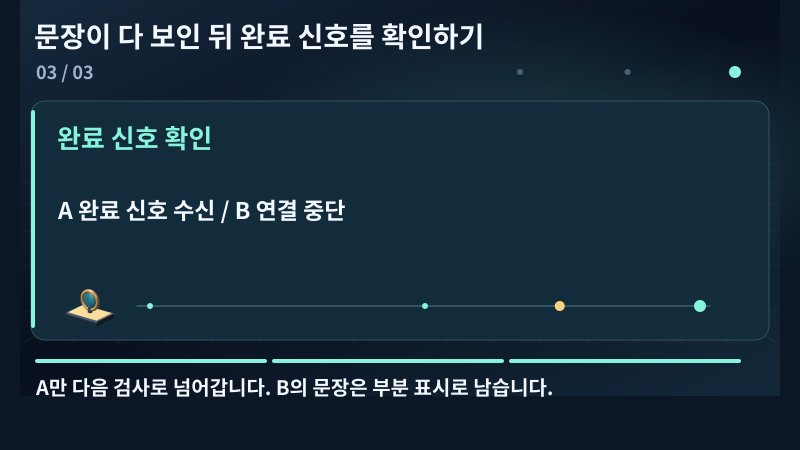 문장이 다 보인 뒤 완료 신호를 확인하기
03 / 03
완료 신호 확인
A 완료 신호 수신 / B 연결 중단
A만 다음 검사로 넘어갑니다. B의 문장은 부분 표시로 남습니다.